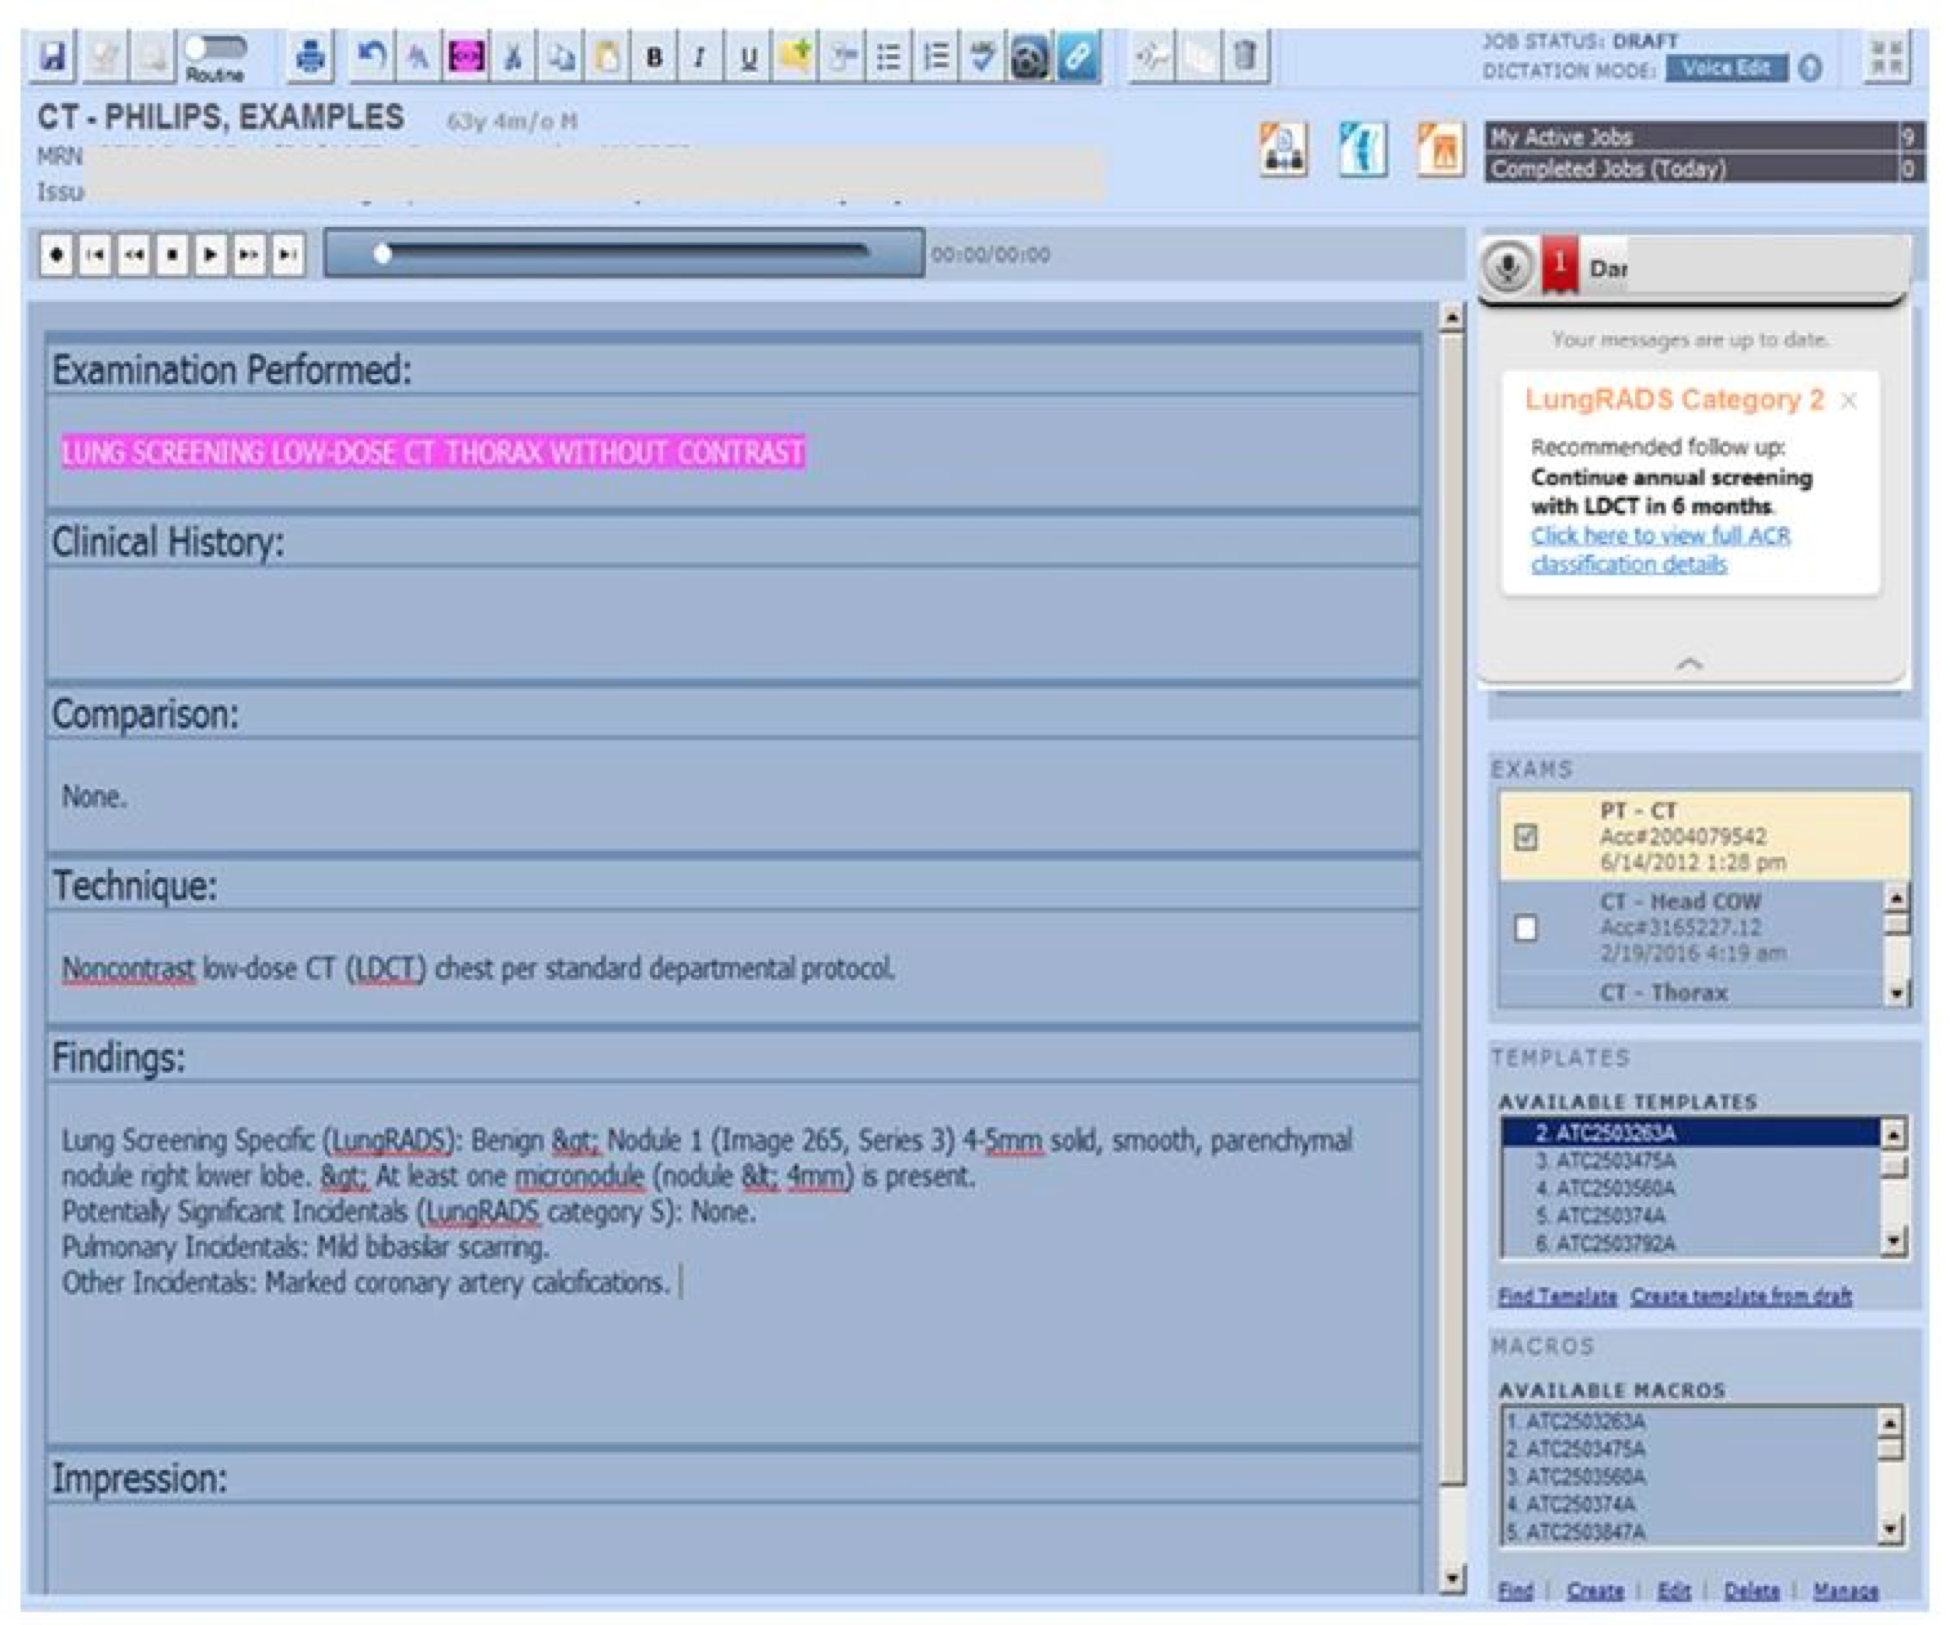 Routine
B I U
JOB STATUS: DRAFT
DICTATION MODE: Voice Edit ?
CT - PHILIPS, EXAMPLES 63y 4m/o M
MRN
Issu
My Active Jobs 9
Completed Jobs (Today) 0
00:00/00:00
1 Dar
Your messages are up to date.
LungRADS Category 2 ×
Recommended follow up:
Continue annual screening
with LDCT in 6 months.
Click here to view full ACR
classification details
Examination Performed:
LUNG SCREENING LOW-DOSE CT THORAX WITHOUT CONTRAST
Clinical History:
Comparison:
None.
Technique:
Noncontrast low-dose CT (LDCT) chest per standard departmental protocol.
Findings:
Lung Screening Specific (LungRADS): Benign &gt; Nodule 1 (Image 265, Series 3) 4-5mm solid, smooth, parenchymal
nodule right lower lobe. &gt; At least one micronodule (nodule &lt; 4mm) is present.
Potentially Significant Incidentals (LungRADS category S): None.
Pulmonary Incidentals: Mild bibasilar scarring.
Other Incidentals: Marked coronary artery calcifications.
Impression:
EXAMS
PT - CT
Acc#2004079542
6/14/2012 1:28 pm
CT - Head COW
Acc#3165227.12
2/19/2016 4:19 am
CT - Thorax
TEMPLATES
AVAILABLE TEMPLATES
2. ATC2503263A
3. ATC2503475A
4. ATC2503560A
5. ATC250374A
6. ATC2503792A
Find Template Create template from draft
MACROS
AVAILABLE MACROS
1. ATC2503263A
2. ATC2503475A
3. ATC2503560A
4. ATC250374A
5. ATC2503847A
Find | Create | Edit | Delete | Manage